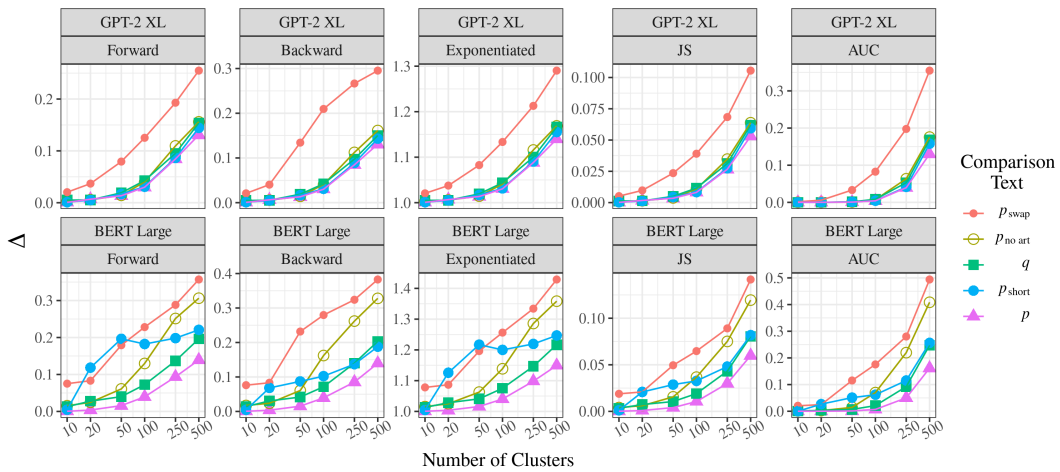 GPT-2 XL GPT-2 XL GPT-2 XL GPT-2 XL GPT-2 XL
Forward Backward Exponentiated JS AUC
0.2 0.1 0.0
0.3 0.2 0.1 0.0
1.3 1.2 1.1 1.0
0.100 0.075 0.050 0.025 0.000
0.3 0.2 0.1 0.0
BERT Large BERT Large BERT Large BERT Large BERT Large
Forward Backward Exponentiated JS AUC
0.3 0.2 0.1 0.0
0.4 0.3 0.2 0.1 0.0
1.4 1.3 1.2 1.1 1.0
0.10 0.05 0.00
0.5 0.4 0.3 0.2 0.1 0.0
10 20 50 100 250 500
10 20 50 100 250 500
10 20 50 100 250 500
10 20 50 100 250 500
10 20 50 100 250 500
Δ
Number of Clusters
Comparison
Text
p swap
p no art
q
p short
p